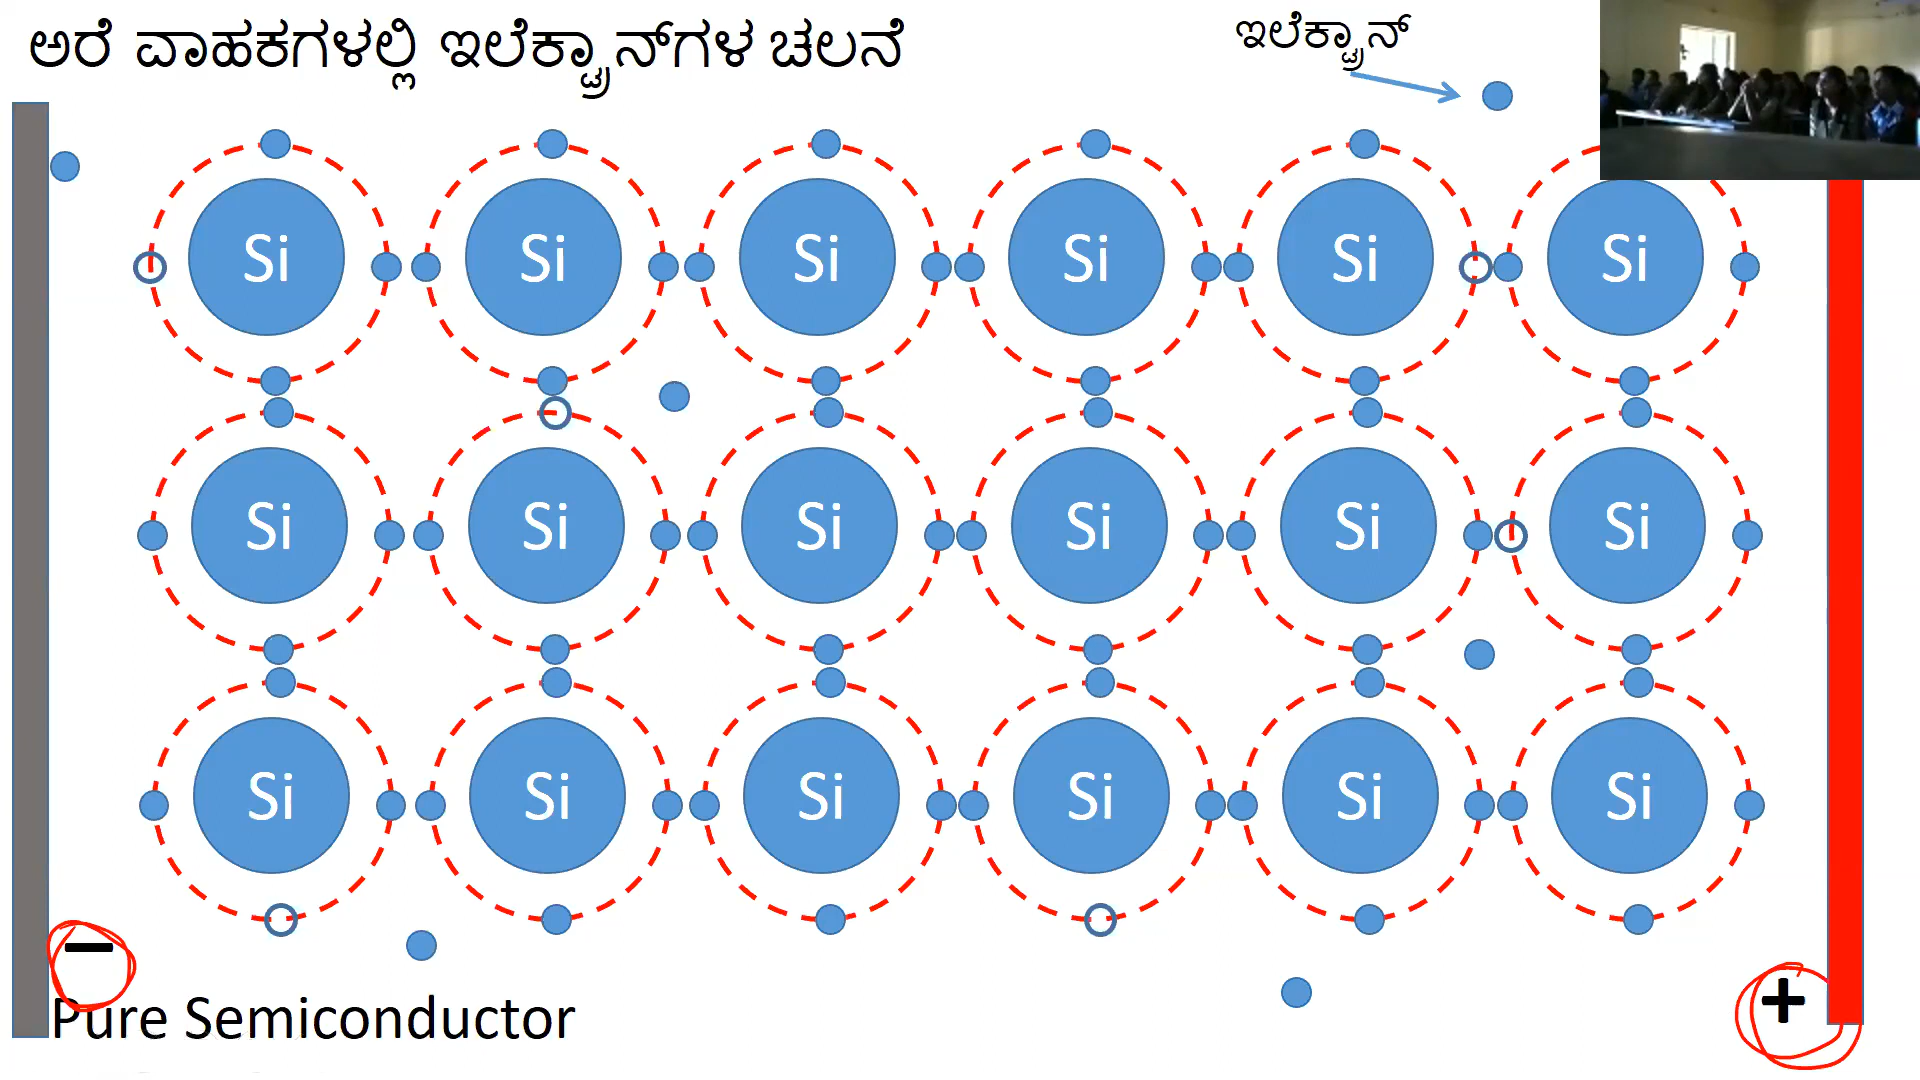 ಅರೆ ವಾಹಕಗಳಲ್ಲಿ ಇಲೆಕ್ಟ್ರಾನ್‌ಗಳ ಚಲನೆ
ಇಲೆಕ್ಟ್ರಾನ್
Si Si Si Si Si Si
Si Si Si Si Si Si
Si Si Si Si Si Si
− +
Pure Semiconductor